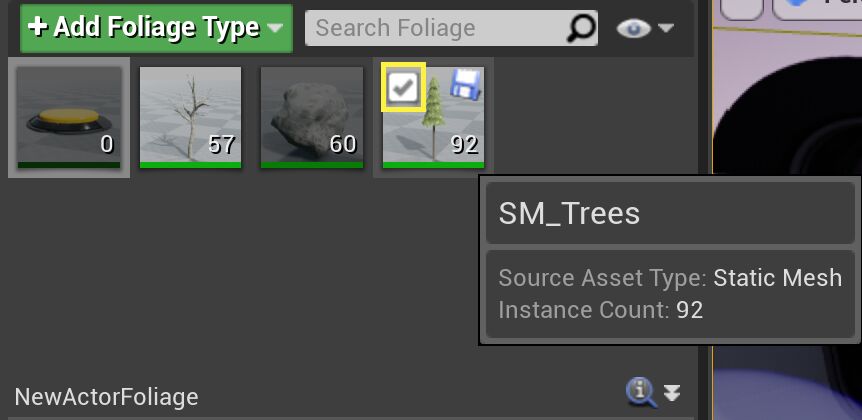 + Add Foliage Type
Search Foliage
0
57
60
92
SM_Trees
Source Asset Type: Static Mesh
Instance Count: 92
NewActorFoliage